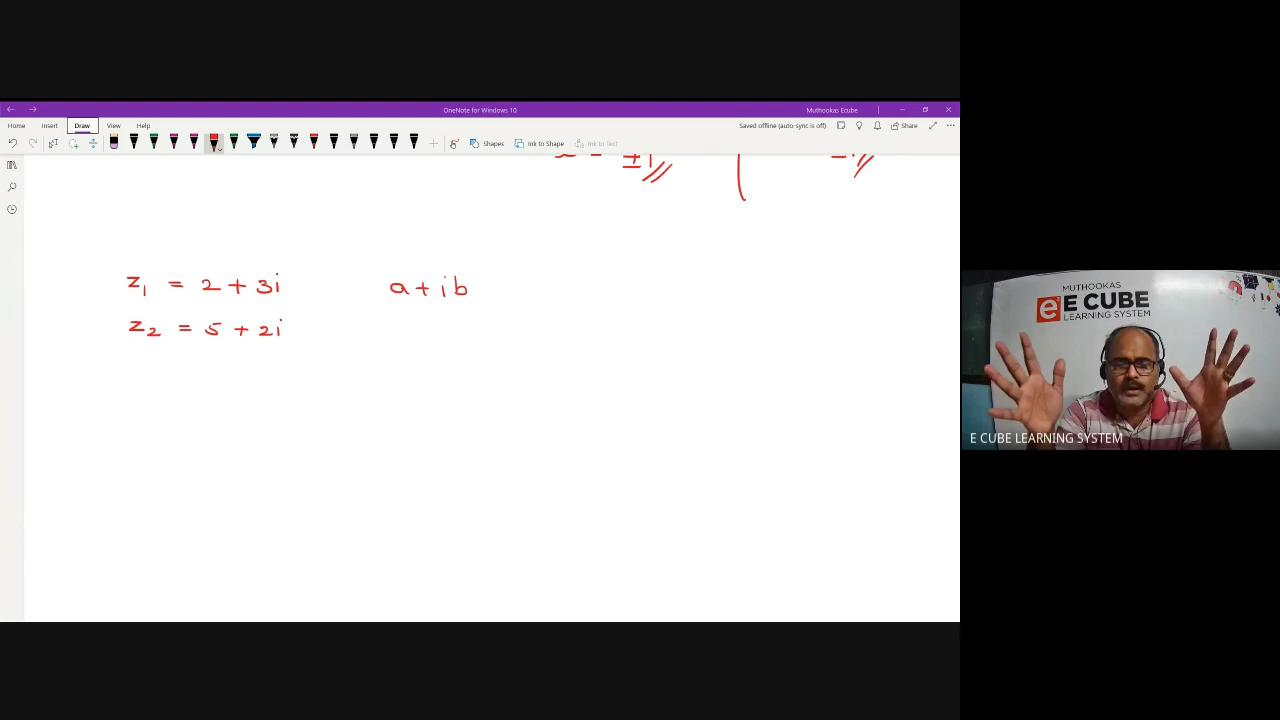 OneNote for Windows 10
Muthookas Ecube
Home Insert Draw View Help
Saved offline (auto-sync is off)
Share
Shapes
Ink to Shape
Ink to Text
± 1
z₁ = 2 + 3i
a + ib
z₂ = 5 + 2i
MUTHOOKAS
e E CUBE
LEARNING SYSTEM
E CUBE LEARNING SYSTEM